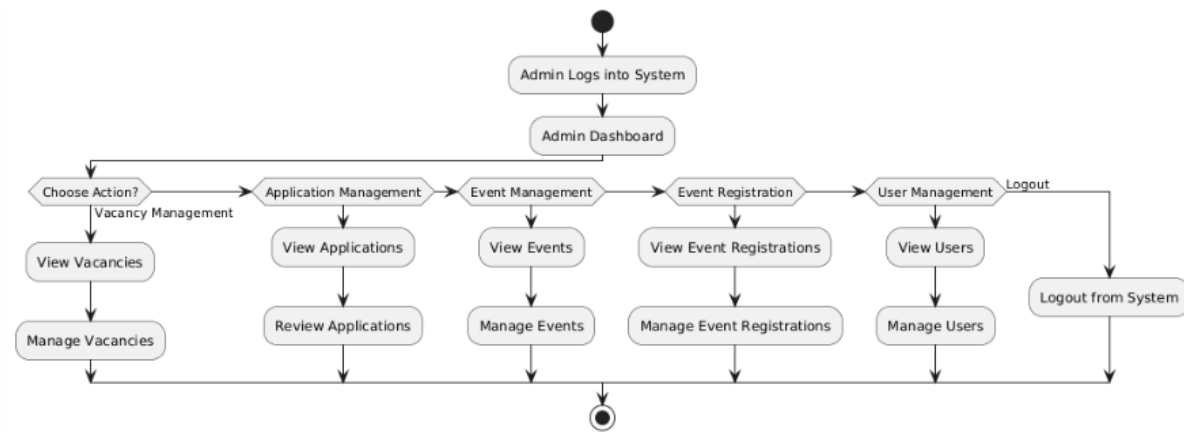 Admin Logs into System
Admin Dashboard
Choose Action?
Application Management
Event Management
Event Registration
User Management
Logout
Vacancy Management
View Vacancies
View Applications
View Events
View Event Registrations
View Users
Logout from System
Manage Vacancies
Review Applications
Manage Events
Manage Event Registrations
Manage Users